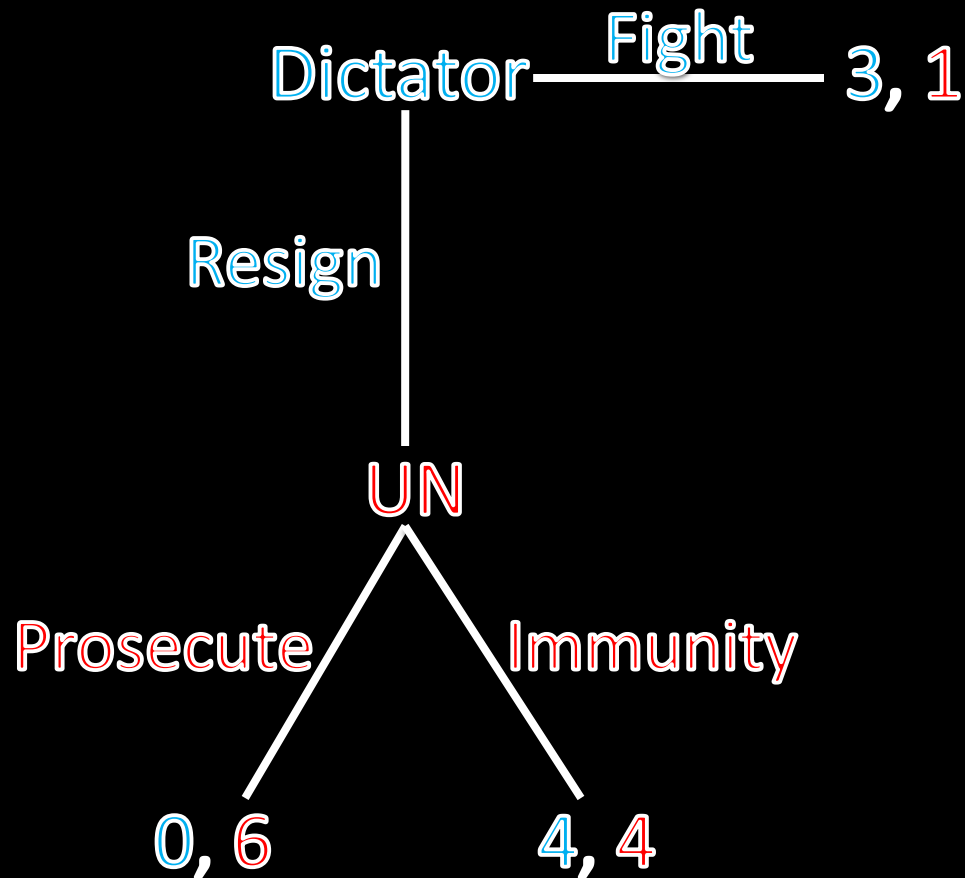 Fight
Dictator 3, 1
Resign
UN
Prosecute Immunity
0, 6 4, 4